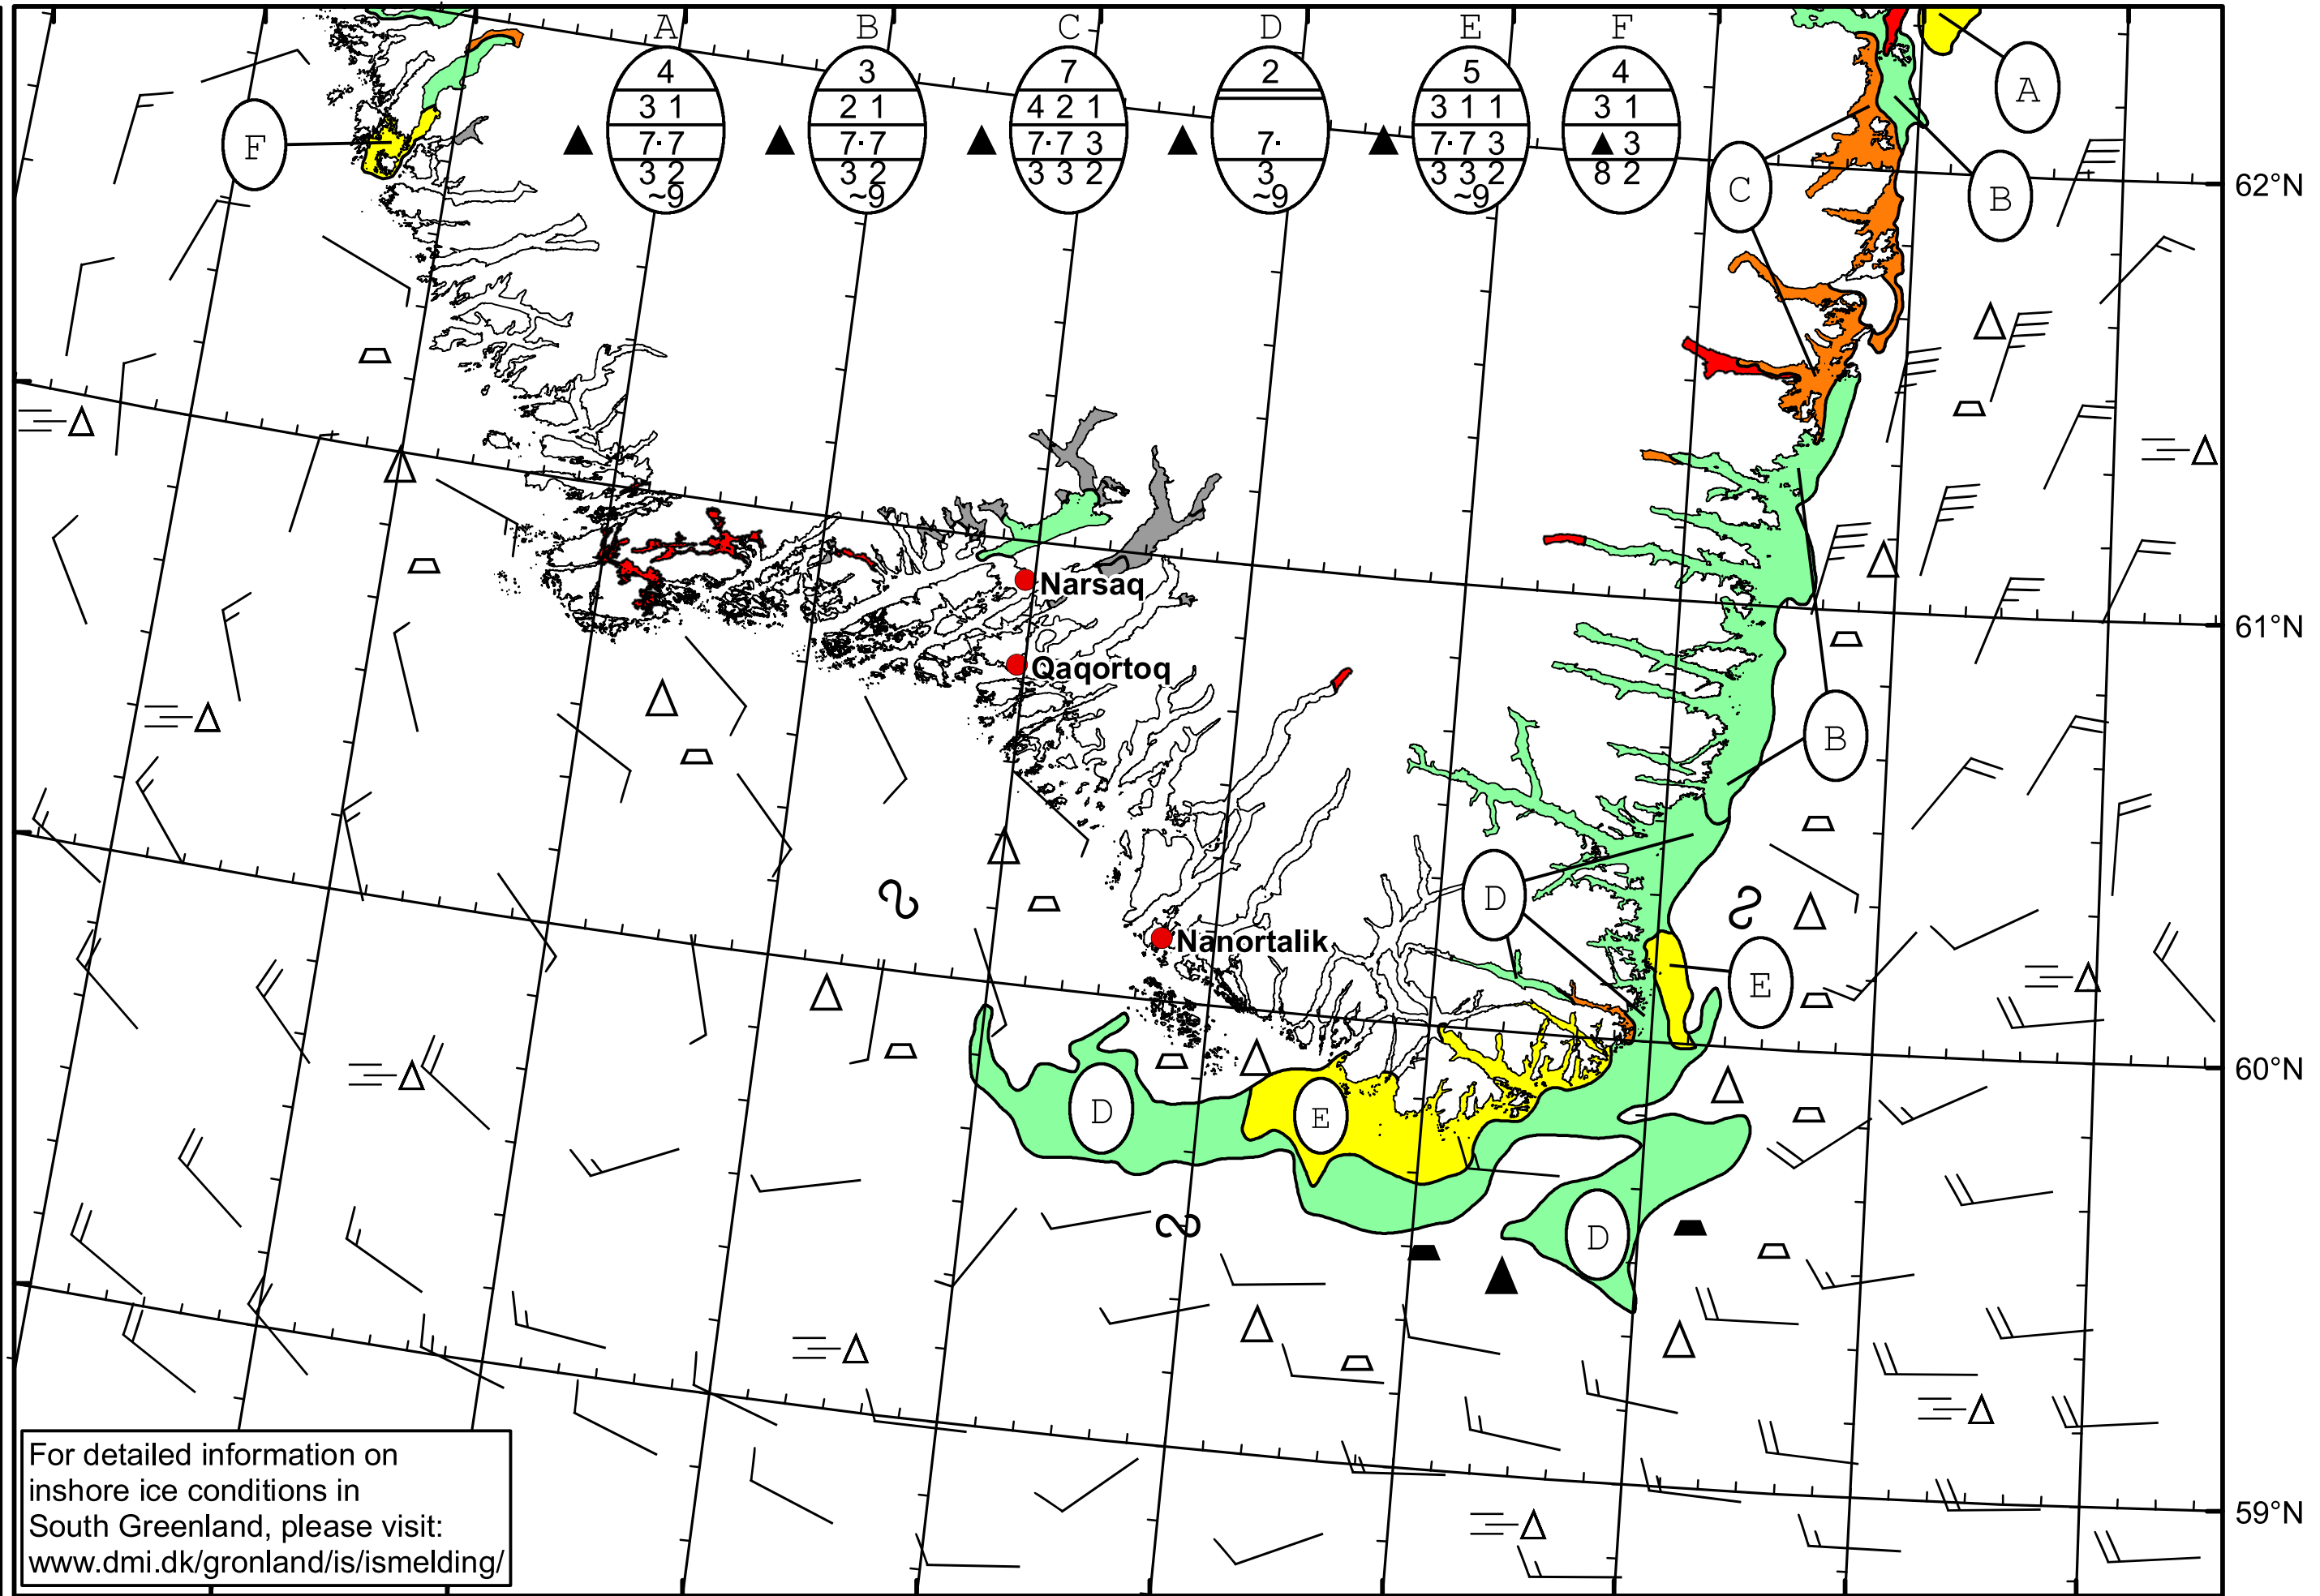 A B C D E F
4 3 7 2 5 4
3 1 2 1 4 2 1 3 1 1 3 1
7· 7 7· 7 7· 7 3 7· 7· 7 3 ▲ 3
3 2 3 2 3 3 2 3 3 3 2 8 2
~9 ~9 ~9 ~9
A
F
B
C
62°N
Narsaq
61°N
Qaqortoq
B
D
Nanortalik
E
60°N
D
E
D
For detailed information on
inshore ice conditions in
South Greenland, please visit:
www.dmi.dk/gronland/is/ismelding/
59°N